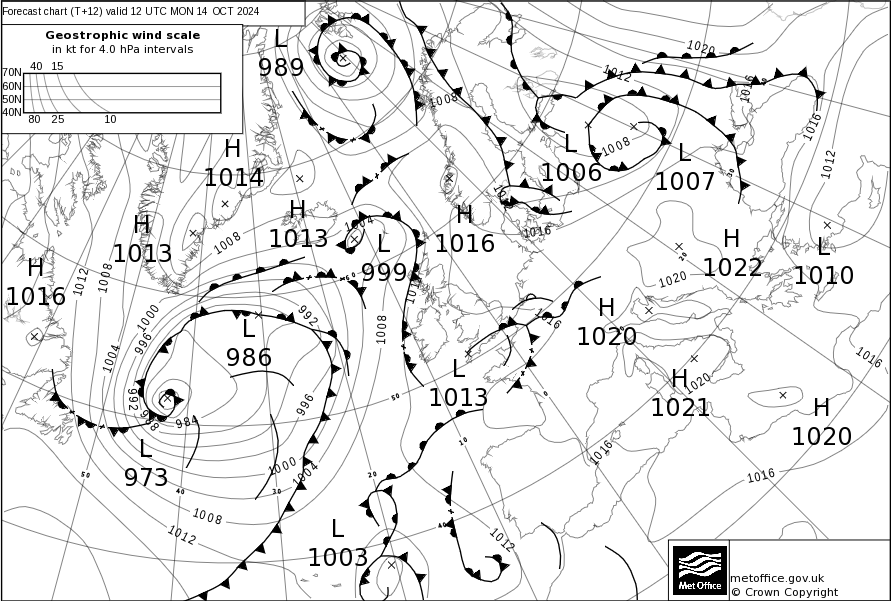 Forecast chart (T+12) valid 12 UTC MON 14 OCT 2024
Geostrophic wind scale
in kt for 4.0 hPa intervals
40 15
70N
60N
50N
40N
80 25 10
L
989
1020
1012
1016
1008
1016
H
1014
L
1006
1008
L
1007
1012
H
1013
H
1013
1004
1008
L
999
H
1016
1016
H
1022
L
1010
H
1016
1012
1008
1020
1000
996
992
L
986
1008
H
1020
1016
1016
1004
L
1013
H
1021
1020
H
1020
992
988
984
996
L
973
1016
1016
50
10
1000
1004
20
50
40
30
1008
1012
L
1003
40
1012
Met Office
metoffice.gov.uk
© Crown Copyright